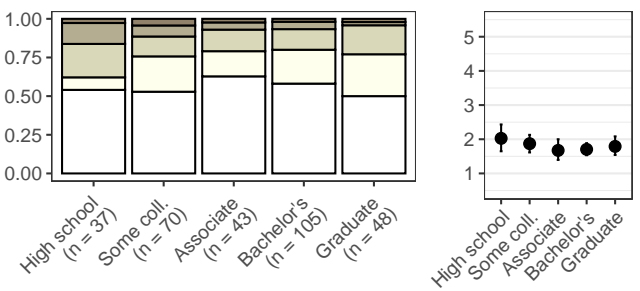 1.00
0.75
0.50
0.25
0.00
High school
(n = 37)
Some coll.
(n = 70)
Associate
(n = 43)
Bachelor's
(n = 105)
Graduate
(n = 48)
5
4
3
2
1
High school
Some coll.
Associate
Bachelor's
Graduate